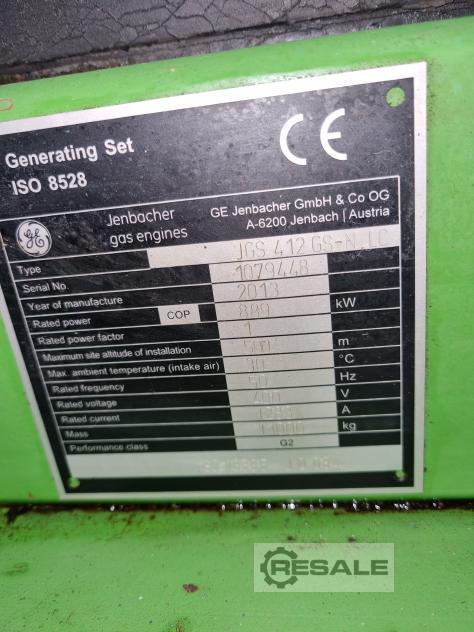 Generating Set
ISO 8528
CE
GE
Jenbacher
gas engines
GE Jenbacher GmbH & Co OG
A-6200 Jenbach | Austria
Type JGS 412 GS-N.LC
Serial No. 1079448
Year of manufacture 2013
Rated power COP 889 kW
Rated power factor 1
Maximum site altitude of installation 500 m
Max. ambient temperature (intake air) 30 °C
Rated frequency 50 Hz
Rated voltage 400 V
Rated current 1283 A
Mass kg
Performance class G2
RESALE